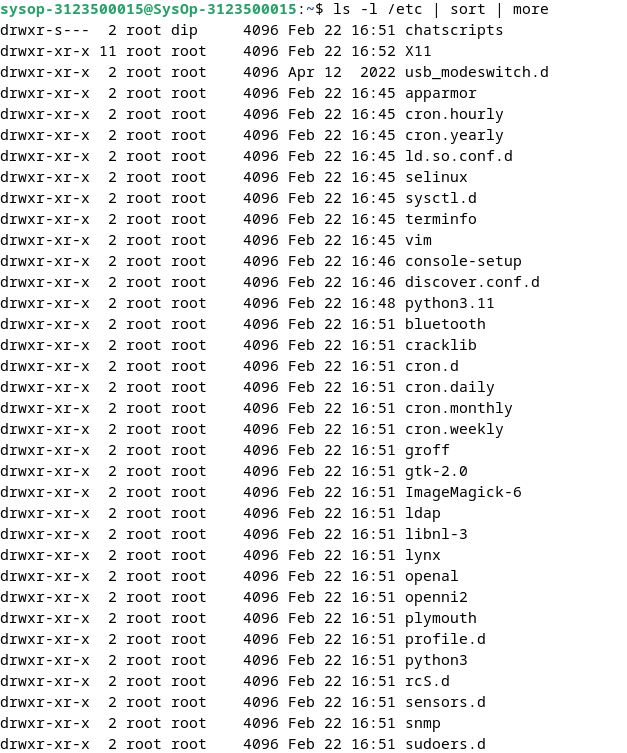 sysop-3123500015@SysOp-3123500015:~$ ls -l /etc | sort | more
drwxr-s---  2 root dip     4096 Feb 22 16:51 chatscripts
drwxr-xr-x 11 root root    4096 Feb 22 16:52 X11
drwxr-xr-x  2 root root    4096 Apr 12  2022 usb_modeswitch.d
drwxr-xr-x  2 root root    4096 Feb 22 16:45 apparmor
drwxr-xr-x  2 root root    4096 Feb 22 16:45 cron.hourly
drwxr-xr-x  2 root root    4096 Feb 22 16:45 cron.yearly
drwxr-xr-x  2 root root    4096 Feb 22 16:45 ld.so.conf.d
drwxr-xr-x  2 root root    4096 Feb 22 16:45 selinux
drwxr-xr-x  2 root root    4096 Feb 22 16:45 sysctl.d
drwxr-xr-x  2 root root    4096 Feb 22 16:45 terminfo
drwxr-xr-x  2 root root    4096 Feb 22 16:45 vim
drwxr-xr-x  2 root root    4096 Feb 22 16:46 console-setup
drwxr-xr-x  2 root root    4096 Feb 22 16:46 discover.conf.d
drwxr-xr-x  2 root root    4096 Feb 22 16:48 python3.11
drwxr-xr-x  2 root root    4096 Feb 22 16:51 bluetooth
drwxr-xr-x  2 root root    4096 Feb 22 16:51 cracklib
drwxr-xr-x  2 root root    4096 Feb 22 16:51 cron.d
drwxr-xr-x  2 root root    4096 Feb 22 16:51 cron.daily
drwxr-xr-x  2 root root    4096 Feb 22 16:51 cron.monthly
drwxr-xr-x  2 root root    4096 Feb 22 16:51 cron.weekly
drwxr-xr-x  2 root root    4096 Feb 22 16:51 groff
drwxr-xr-x  2 root root    4096 Feb 22 16:51 gtk-2.0
drwxr-xr-x  2 root root    4096 Feb 22 16:51 ImageMagick-6
drwxr-xr-x  2 root root    4096 Feb 22 16:51 ldap
drwxr-xr-x  2 root root    4096 Feb 22 16:51 libnl-3
drwxr-xr-x  2 root root    4096 Feb 22 16:51 lynx
drwxr-xr-x  2 root root    4096 Feb 22 16:51 openal
drwxr-xr-x  2 root root    4096 Feb 22 16:51 openni2
drwxr-xr-x  2 root root    4096 Feb 22 16:51 plymouth
drwxr-xr-x  2 root root    4096 Feb 22 16:51 profile.d
drwxr-xr-x  2 root root    4096 Feb 22 16:51 python3
drwxr-xr-x  2 root root    4096 Feb 22 16:51 rcS.d
drwxr-xr-x  2 root root    4096 Feb 22 16:51 sensors.d
drwxr-xr-x  2 root root    4096 Feb 22 16:51 snmp
drwxr-xr-x  2 root root    4096 Feb 22 16:51 sudoers.d